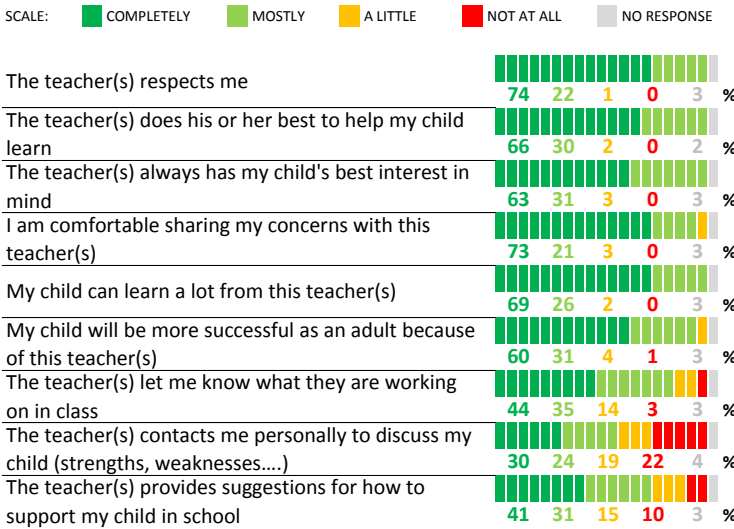 SCALE: COMPLETELY MOSTLY A LITTLE NOT AT ALL NO RESPONSE
The teacher(s) respects me
74 22 1 0 3 %
The teacher(s) does his or her best to help my child
learn
66 30 2 0 2 %
The teacher(s) always has my child's best interest in
mind
63 31 3 0 3 %
I am comfortable sharing my concerns with this
teacher(s)
73 21 3 0 3 %
My child can learn a lot from this teacher(s)
69 26 2 0 3 %
My child will be more successful as an adult because
of this teacher(s)
60 31 4 1 3 %
The teacher(s) let me know what they are working
on in class
44 35 14 3 3 %
The teacher(s) contacts me personally to discuss my
child (strengths, weaknesses....)
30 24 19 22 4 %
The teacher(s) provides suggestions for how to
support my child in school
41 31 15 10 3 %